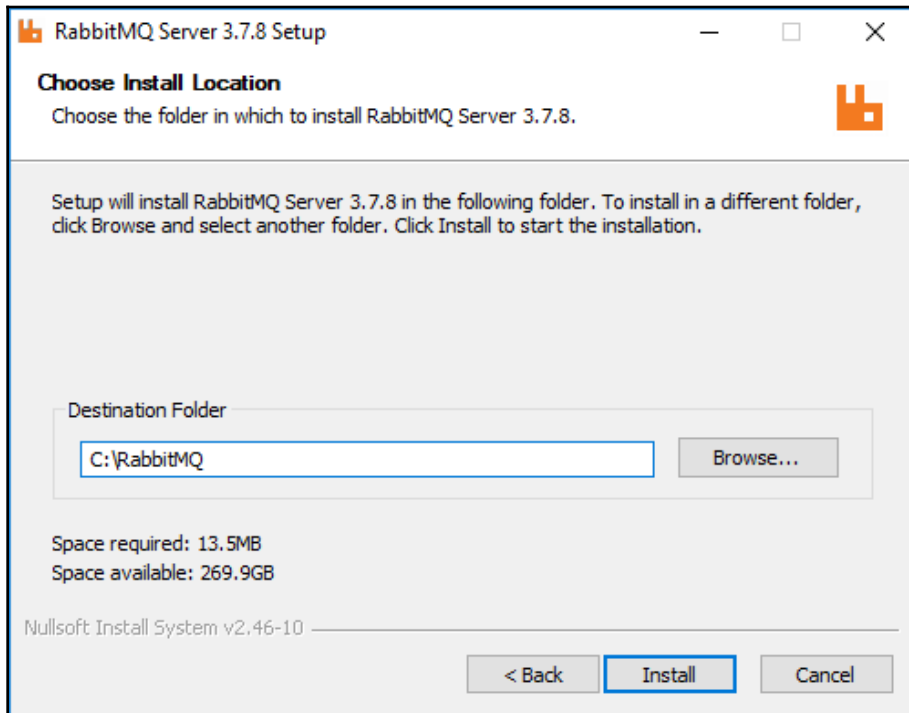 RabbitMQ Server 3.7.8 Setup
Choose Install Location
Choose the folder in which to install RabbitMQ Server 3.7.8.
Setup will install RabbitMQ Server 3.7.8 in the following folder. To install in a different folder,
click Browse and select another folder. Click Install to start the installation.
Destination Folder
C:\RabbitMQ
Browse...
Space required: 13.5MB
Space available: 269.9GB
Nullsoft Install System v2.46-10
< Back
Install
Cancel